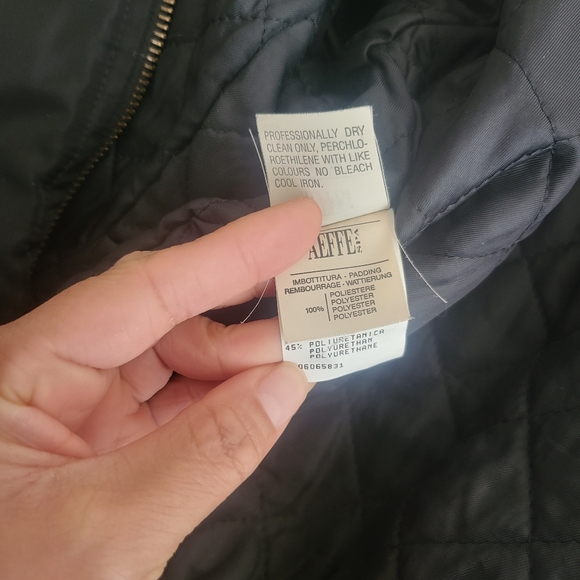 PROFESSIONALLY DRY
CLEAN ONLY, PERCHLO-
ROETHILENE WITH LIKE
COLOURS NO BLEACH
COOL IRON.
AEFFE
IMBOTTITURA - PADDING
REMBOURRAGE - WATTIERUNG
100% POLIESTERE
POLYESTER
POLYESTER
POLYESTER
45% POLIURETANICA
POLYURETHAN
POLYURETHANE
06065831